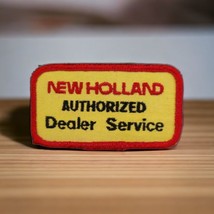 NEW HOLLAND
AUTHORIZED
Dealer Service